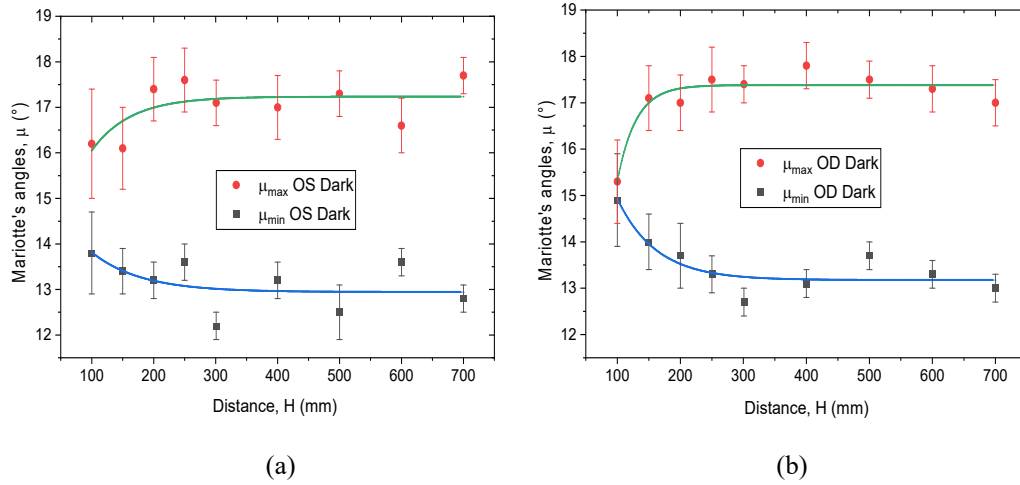 19
18
17
16
15
14
13
12
Mariotte's angles, μ (°)
μmax OS Dark
μmin OS Dark
100 200 300 400 500 600 700
Distance, H (mm)
(a)
19
18
17
16
15
14
13
12
Mariotte's angles, μ (°)
μmax OD Dark
μmin OD Dark
100 200 300 400 500 600 700
Distance, H (mm)
(b)